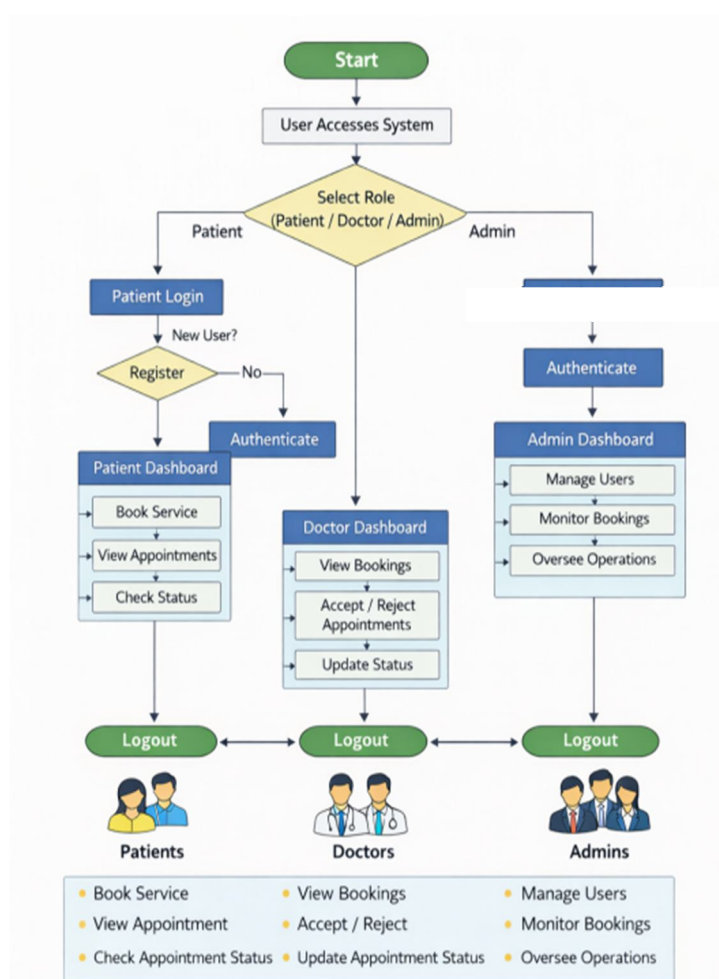 Start
User Accesses System
Select Role
(Patient / Doctor / Admin)
Patient
Admin
Patient Login
New User?
Register
No
Authenticate
Authenticate
Patient Dashboard
Book Service
View Appointments
Check Status
Doctor Dashboard
View Bookings
Accept / Reject
Appointments
Update Status
Admin Dashboard
Manage Users
Monitor Bookings
Oversee Operations
Logout
Logout
Logout
Patients
Doctors
Admins
Book Service
View Appointment
Check Appointment Status
View Bookings
Accept / Reject
Update Appointment Status
Manage Users
Monitor Bookings
Oversee Operations